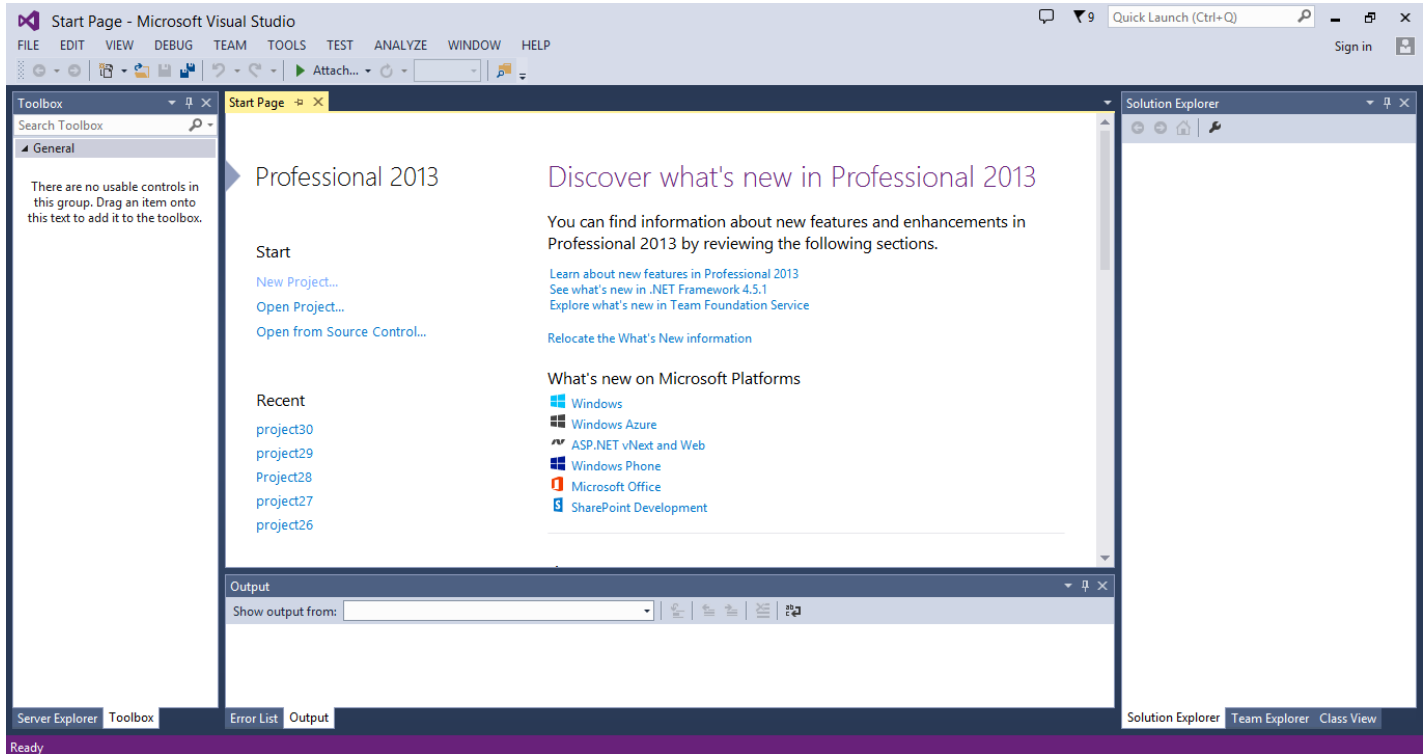 Start Page - Microsoft Visual Studio
9
Quick Launch (Ctrl+Q)
FILE EDIT VIEW DEBUG TEAM TOOLS TEST ANALYZE WINDOW HELP
Sign in
Attach...
Toolbox
Search Toolbox
General
There are no usable controls in
this group. Drag an item onto
this text to add it to the toolbox.
Server Explorer Toolbox
Start Page
Professional 2013
Start
New Project...
Open Project...
Open from Source Control...
Recent
project30
project29
Project28
project27
project26
Discover what's new in Professional 2013
You can find information about new features and enhancements in
Professional 2013 by reviewing the following sections.
Learn about new features in Professional 2013
See what's new in .NET Framework 4.5.1
Explore what's new in Team Foundation Service
Relocate the What's New information
What's new on Microsoft Platforms
Windows
Windows Azure
ASP.NET vNext and Web
Windows Phone
Microsoft Office
SharePoint Development
Output
Show output from:
Error List Output
Solution Explorer
Solution Explorer Team Explorer Class View
Ready